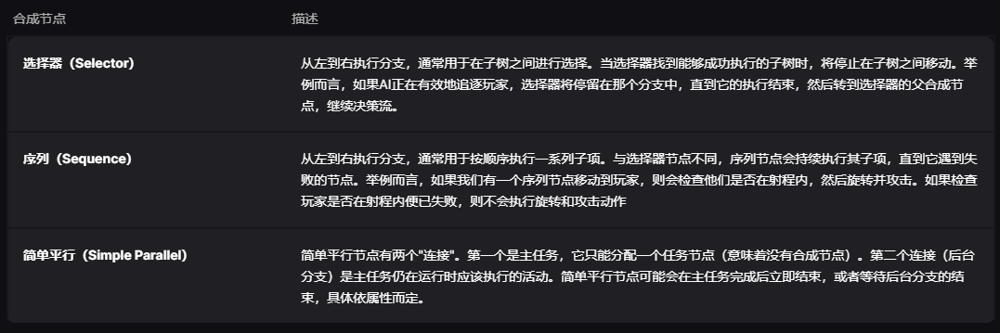 合成节点 描述
选择器（Selector） 从左到右执行分支，通常用于在子树之间进行选择。当选择器找到能够成功执行的子树时，将停止在子树之间移动。举
例而言，如果AI正在有效地追逐玩家，选择器将停留在那个分支中，直到它的执行结束，然后转到选择器的父合成节
点，继续决策流。
序列（Sequence） 从左到右执行分支，通常用于按顺序执行一系列子项。与选择器节点不同，序列节点会持续执行其子项，直到它遇到失
败的节点。举例而言，如果我们有一个序列节点移动到玩家，则会检查他们是否在射程内，然后旋转并攻击。如果检查
玩家是否在射程内便已失败，则不会执行旋转和攻击动作
简单平行（Simple Parallel） 简单平行节点有两个"连接"。第一个是主任务，它只能分配一个任务节点（意味着没有合成节点）。第二个连接（后台
分支）是主任务仍在运行时应该执行的活动。简单平行节点可能会在主任务完成后立即结束，或者等待后台分支的结
束，具体依属性而定。